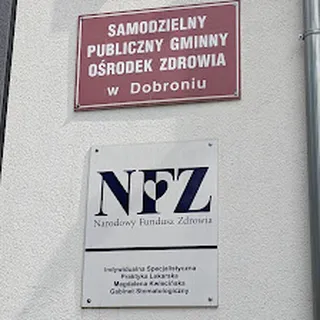 SAMODZIELNY
PUBLICZNY GMINNY
OŚRODEK ZDROWIA
w Dobroniu
NFZ
Narodowy Fundusz Zdrowia
Indywidualna Specjalistyczna
Praktyka Lekarska
Magdalena Kwiecińska
Gabinet Stomatologiczny